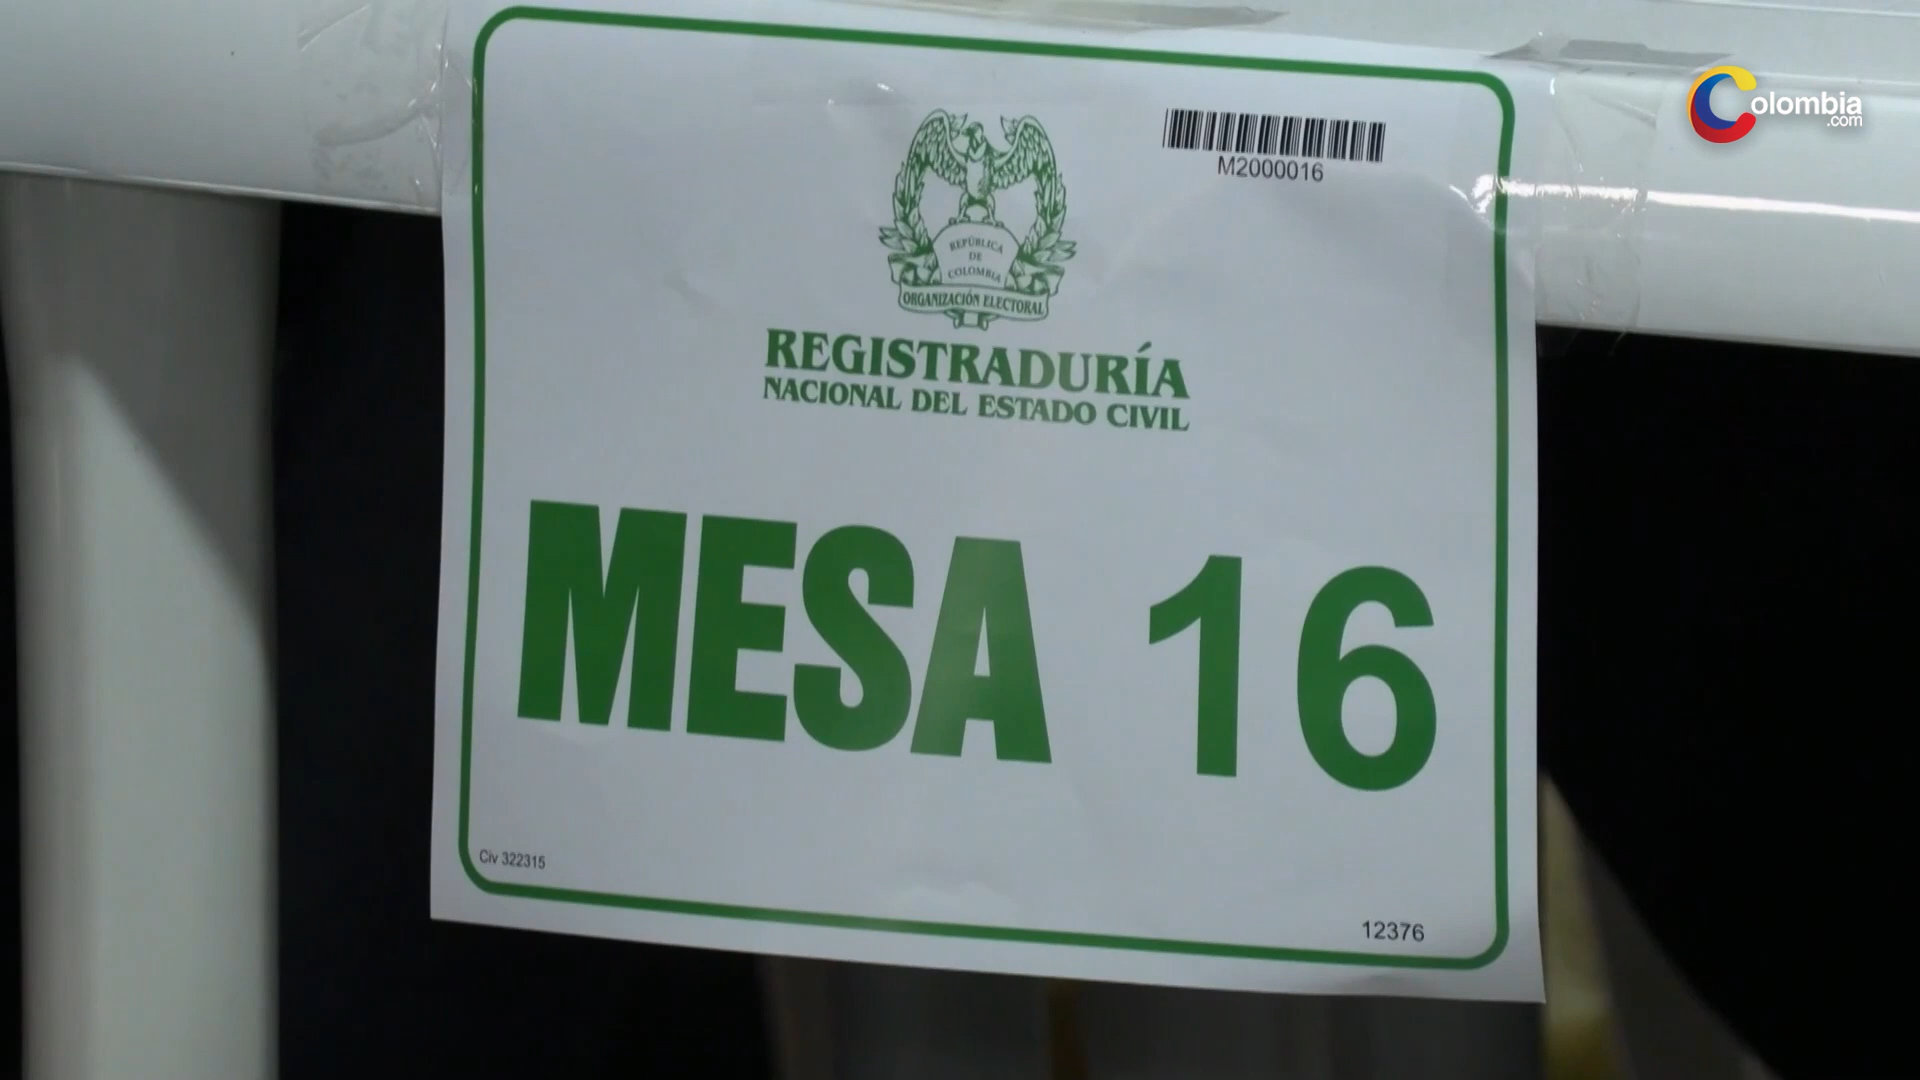 Colombia
.com
M2000016
REPÚBLICA
DE
COLOMBIA
ORGANIZACIÓN ELECTORAL
REGISTRADURÍA
NACIONAL DEL ESTADO CIVIL
MESA 16
Civ 322315
12376